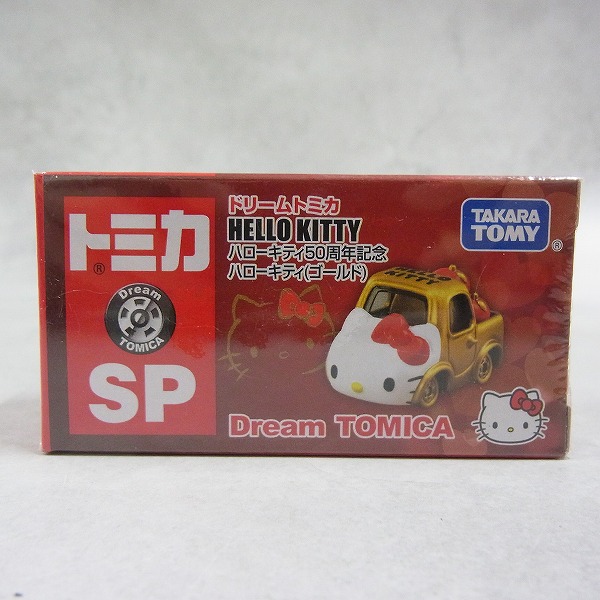 トミカ
®
Dream
TOMICA
SP
ドリームトミカ
HELLO KITTY
ハローキティ50周年記念
ハローキティ(ゴールド)
TAKARA
TOMY
®
HELLO
KITTY
Dream TOMICA